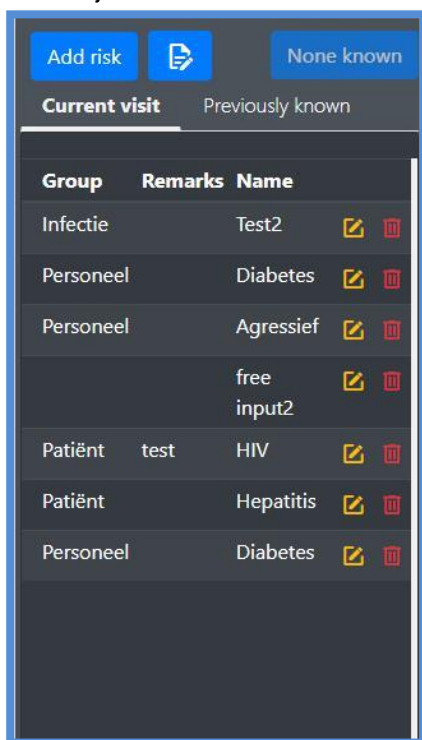 Add risk None known
Current visit Previously known
Group Remarks Name
Infectie Test2
Personeel Diabetes
Personeel Agressief
free
input2
Patiënt test HIV
Patiënt Hepatitis
Personeel Diabetes